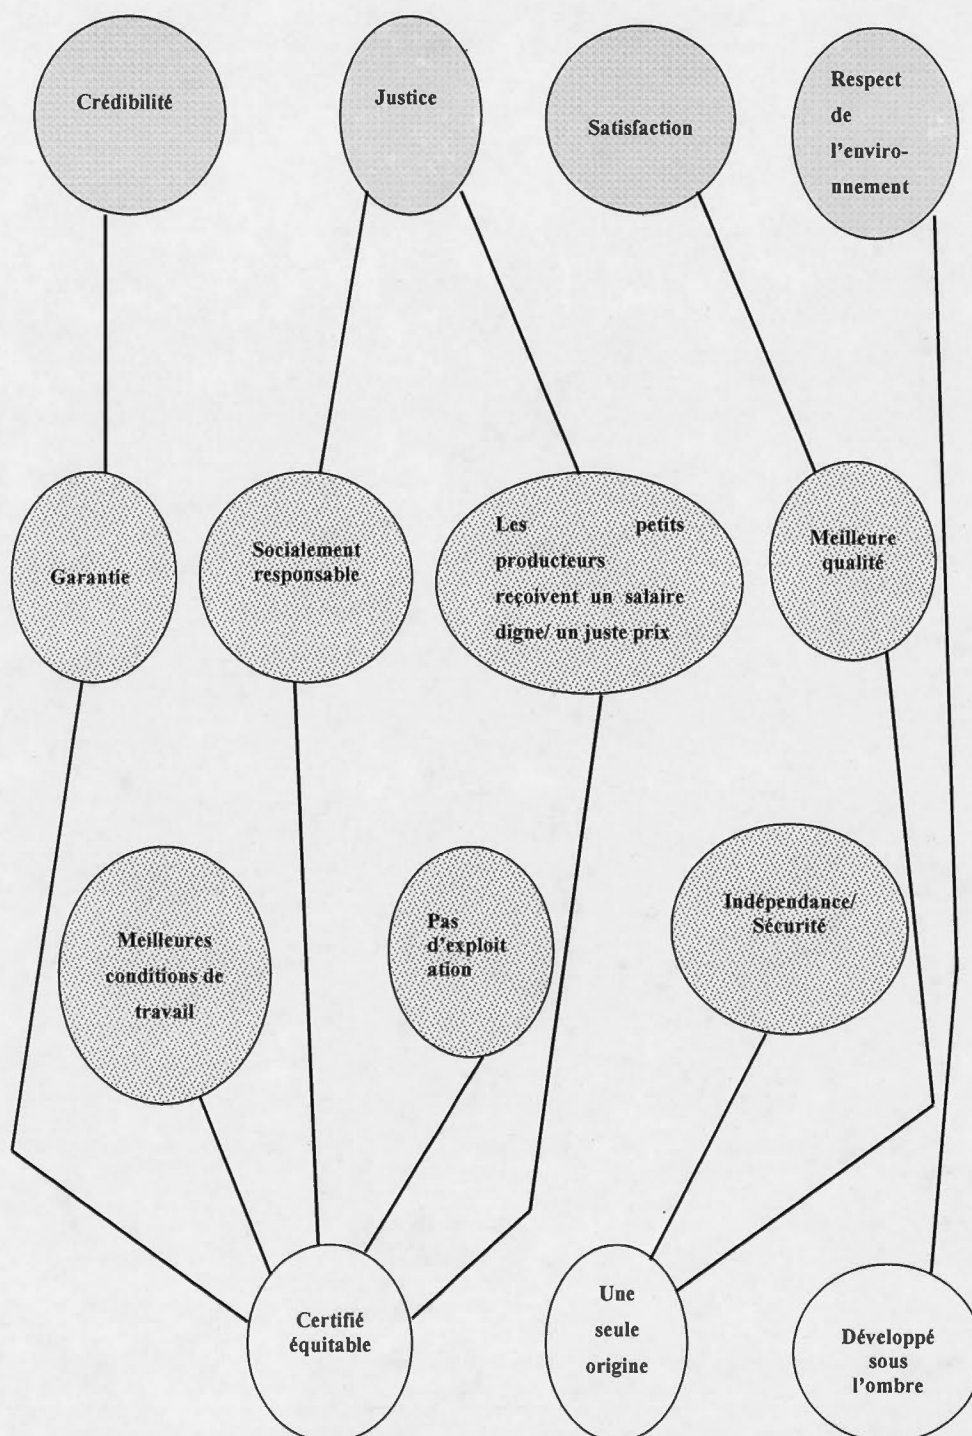 Crédibilité
Justice
Satisfaction
Respect
de
l'enviro-
nnement
Garantie
Socialement
responsable
Les petits
producteurs
reçoivent un salaire
digne/ un juste prix
Meilleure
qualité
Meilleures
conditions de
travail
Pas
d'exploit
ation
Indépendance/
Sécurité
Certifié
équitable
Une
seule
origine
Développé
sous
l'ombre